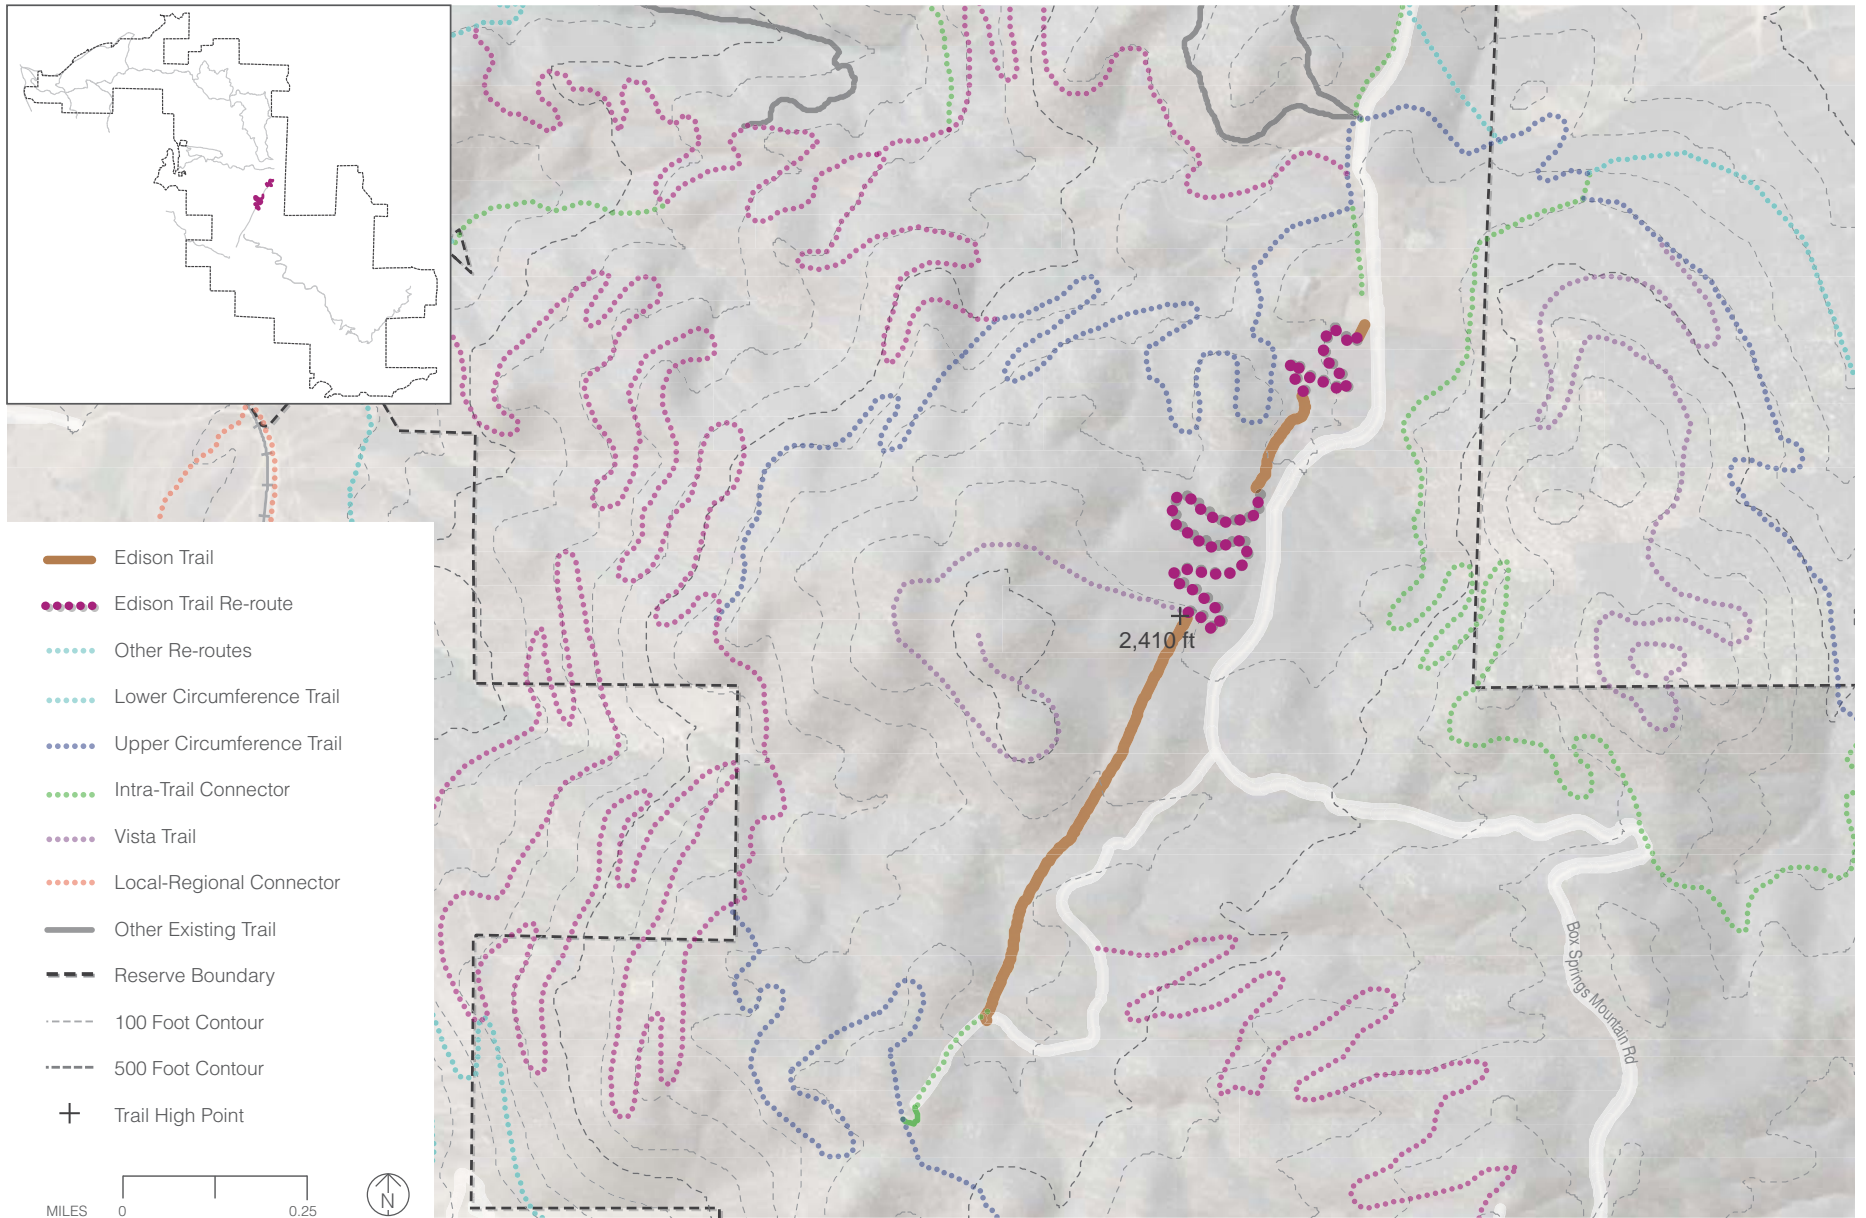 2,410 ft
Box Springs Mountain Rd
Edison Trail
Edison Trail Re-route
Other Re-routes
Lower Circumference Trail
Upper Circumference Trail
Intra-Trail Connector
Vista Trail
Local-Regional Connector
Other Existing Trail
Reserve Boundary
100 Foot Contour
500 Foot Contour
Trail High Point
MILES 0 0.25
N